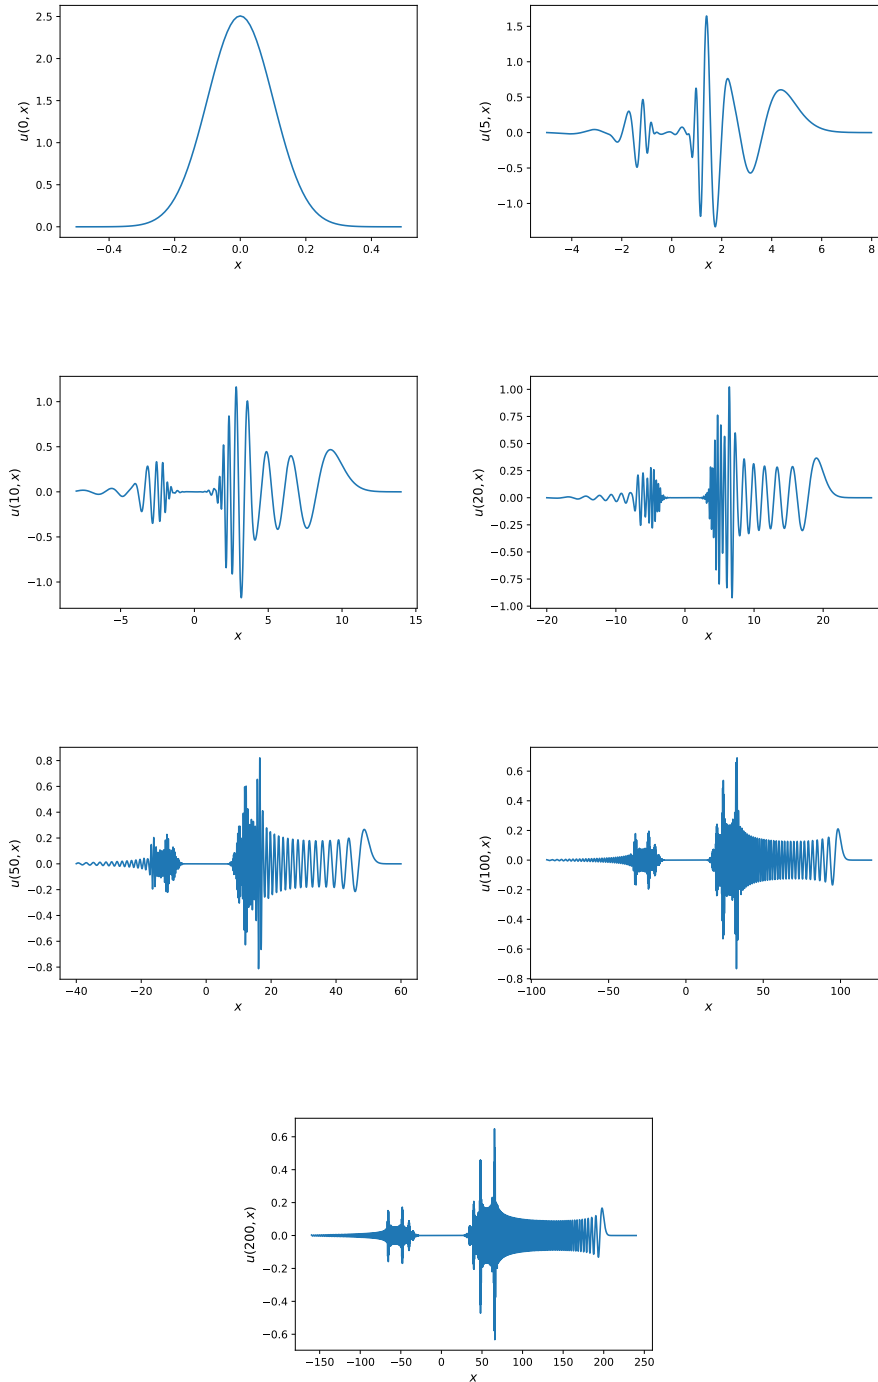 2.5
2.0
1.5
1.0
0.5
0.0
u(0, x)
−0.4 −0.2 0.0 0.2 0.4
x
1.5
1.0
0.5
0.0
−0.5
−1.0
u(5, x)
−4 −2 0 2 4 6 8
x
1.0
0.5
0.0
−0.5
−1.0
u(10, x)
−5 0 5 10 15
x
1.00
0.75
0.50
0.25
0.00
−0.25
−0.50
−0.75
−1.00
u(20, x)
−20 −10 0 10 20
x
0.8
0.6
0.4
0.2
0.0
−0.2
−0.4
−0.6
−0.8
u(50, x)
−40 −20 0 20 40 60
x
0.6
0.4
0.2
0.0
−0.2
−0.4
−0.6
−0.8
u(100, x)
−100 −50 0 50 100
x
0.6
0.4
0.2
0.0
−0.2
−0.4
−0.6
u(200, x)
−150 −100 −50 0 50 100 150 200 250
x